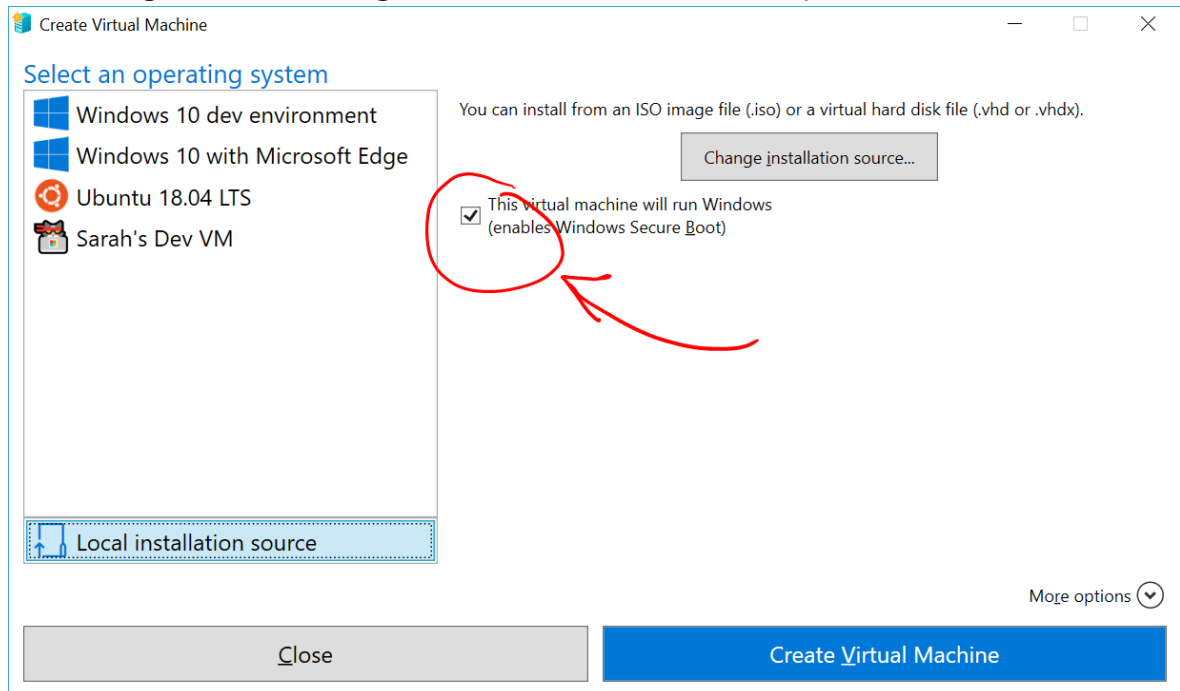 Create Virtual Machine
Select an operating system
Windows 10 dev environment
Windows 10 with Microsoft Edge
Ubuntu 18.04 LTS
Sarah's Dev VM
Local installation source
You can install from an ISO image file (.iso) or a virtual hard disk file (.vhd or .vhdx).
Change installation source...
This virtual machine will run Windows
(enables Windows Secure Boot)
More options
Close
Create Virtual Machine